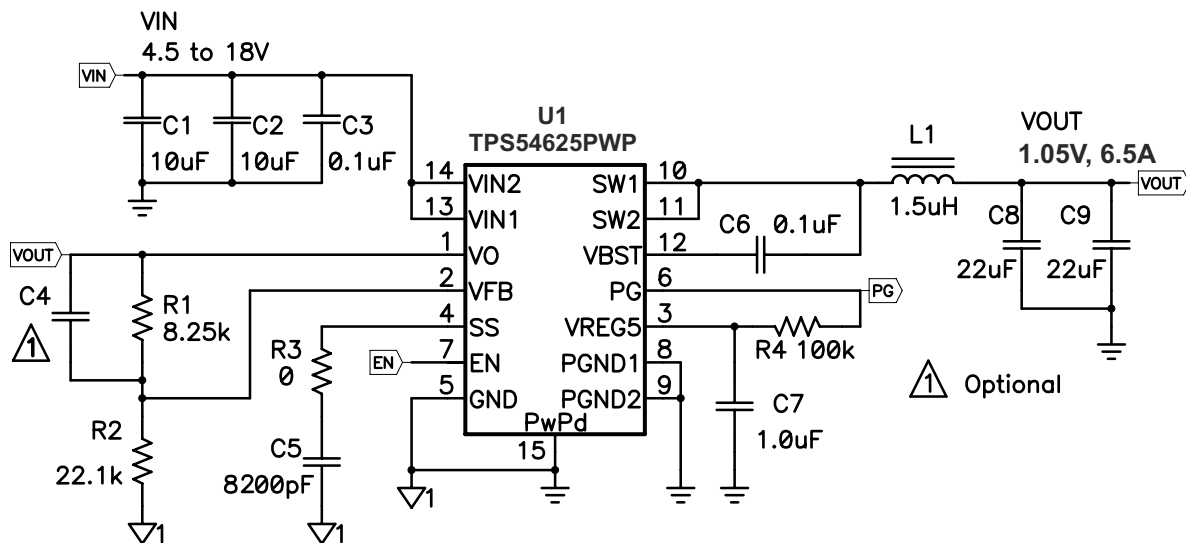 VIN
4.5 to 18V
VIN
C1
10uF
C2
10uF
C3
0.1uF
U1
TPS54625PWP
14 VIN2
13 VIN1
1 VO
2 VFB
4 SS
7 EN
5 GND
SW1 10
SW2 11
VBST 12
PG 6
VREG5 3
PGND1 8
PGND2 9
PwPd
15
L1
1.5uH
VOUT
1.05V, 6.5A
VOUT
C6 0.1uF
C8
22uF
C9
22uF
PG
R4 100k
C7
1.0uF
1 Optional
VOUT
C4
1
R1
8.25k
R2
22.1k
R3
0
C5
8200pF
EN
1
1
1